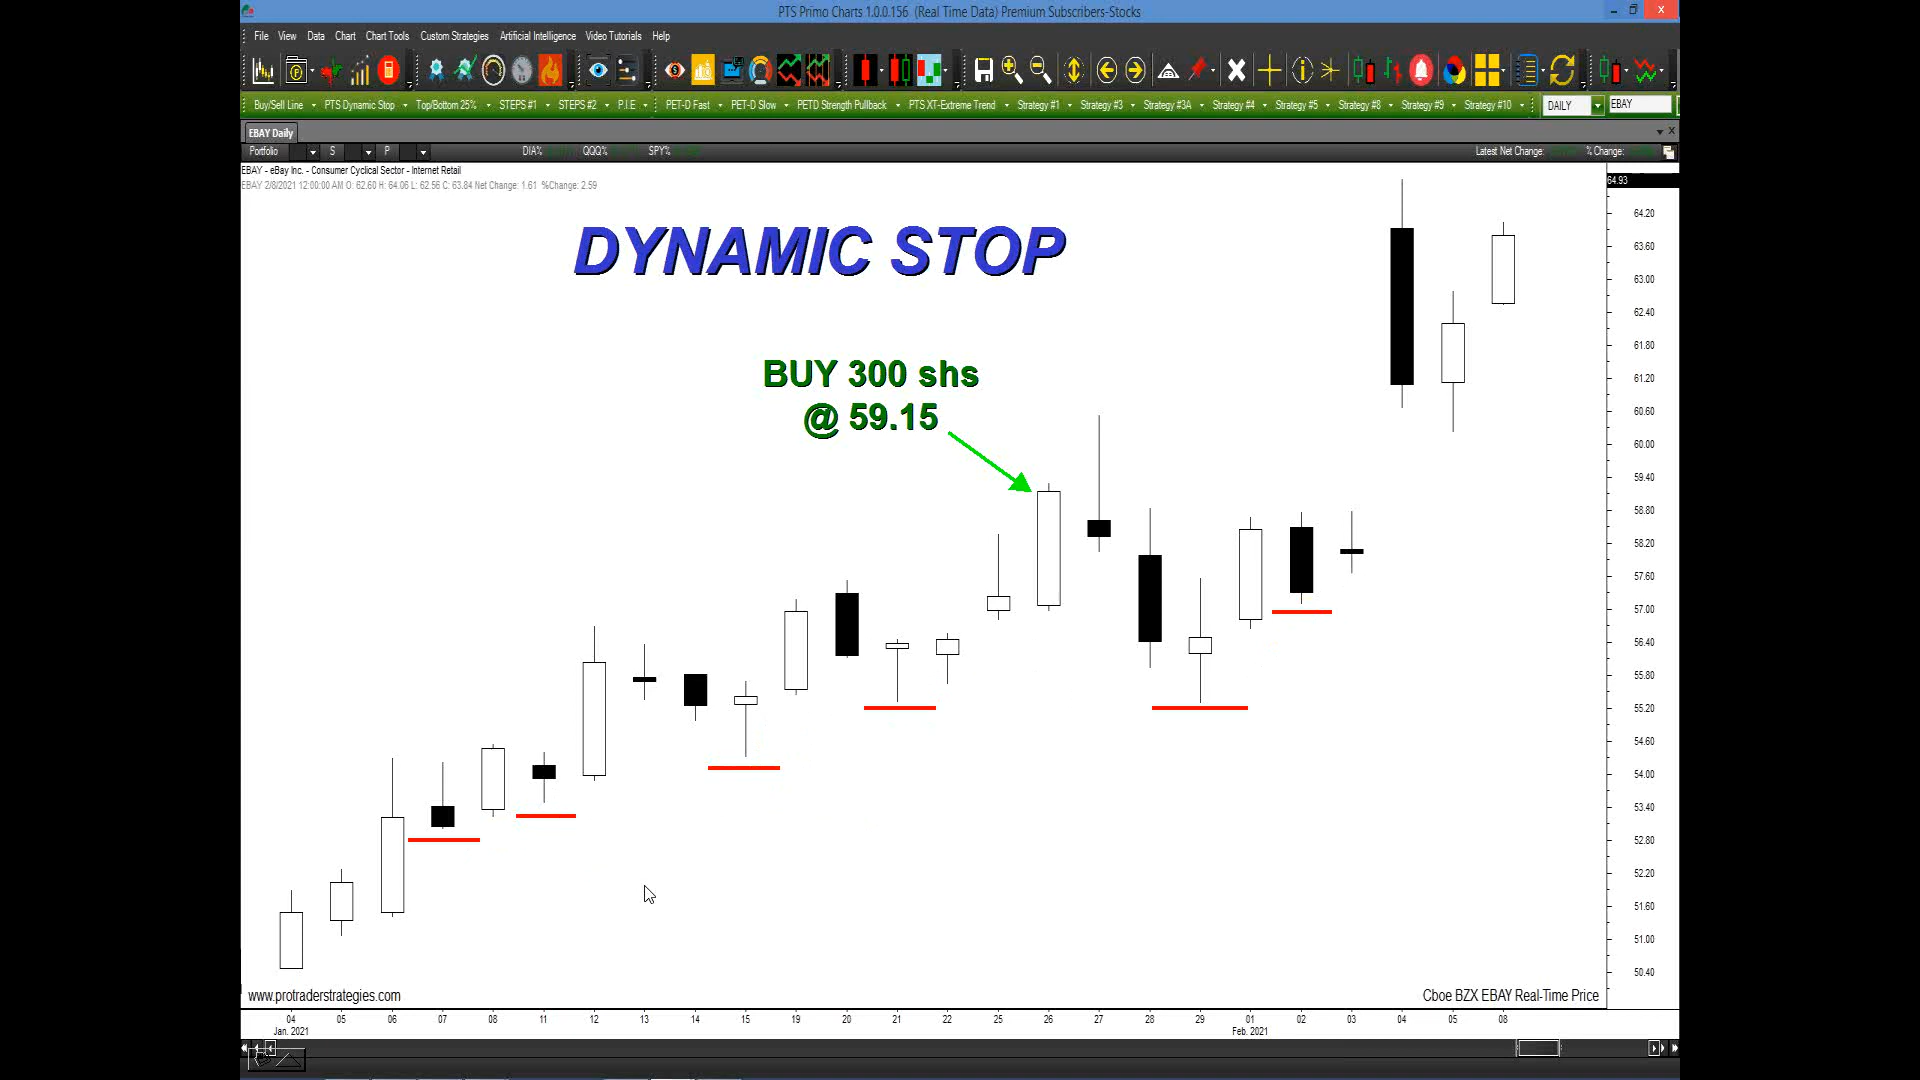 PTS Primo Charts 1.0.0.156 (Real Time Data) Premium Subscribers-Stocks
File View Data Chart Chart Tools Custom Strategies Artificial Intelligence Video Tutorials Help
Buy/Sell Line PTS Dynamic Stop Top/Bottom 25% STEPS #1 STEPS #2 P.I.E PET-D Fast PET-D Slow PETD Strength Pullback PTS XT-Extreme Trend Strategy #1 Strategy #3 Strategy #3A Strategy #4 Strategy #5 Strategy #8 Strategy #9 Strategy #10 DAILY EBAY
EBAY Daily
Portfolio S P DIA% QQQ% SPY% Latest Net Change: % Change:
EBAY - eBay Inc. - Consumer Cyclical Sector - Internet Retail
EBAY 2/8/2021 12:00:00 AM O: 62.60 H: 64.06 L: 62.56 C: 63.84 Net Change: 1.61 %Change: 2.59
DYNAMIC STOP
BUY 300 shs
@ 59.15
64.93
64.20
63.60
63.00
62.40
61.80
61.20
60.60
60.00
59.40
58.80
58.20
57.60
57.00
56.40
55.80
55.20
54.60
54.00
53.40
52.80
52.20
51.60
51.00
50.40
www.protraderstrategies.com
Cboe BZX EBAY Real-Time Price
04 05 06 07 08 11 12 13 14 15 19 20 21 22 25 26 27 28 29 01 02 03 04 05 08
Jan. 2021 Feb. 2021